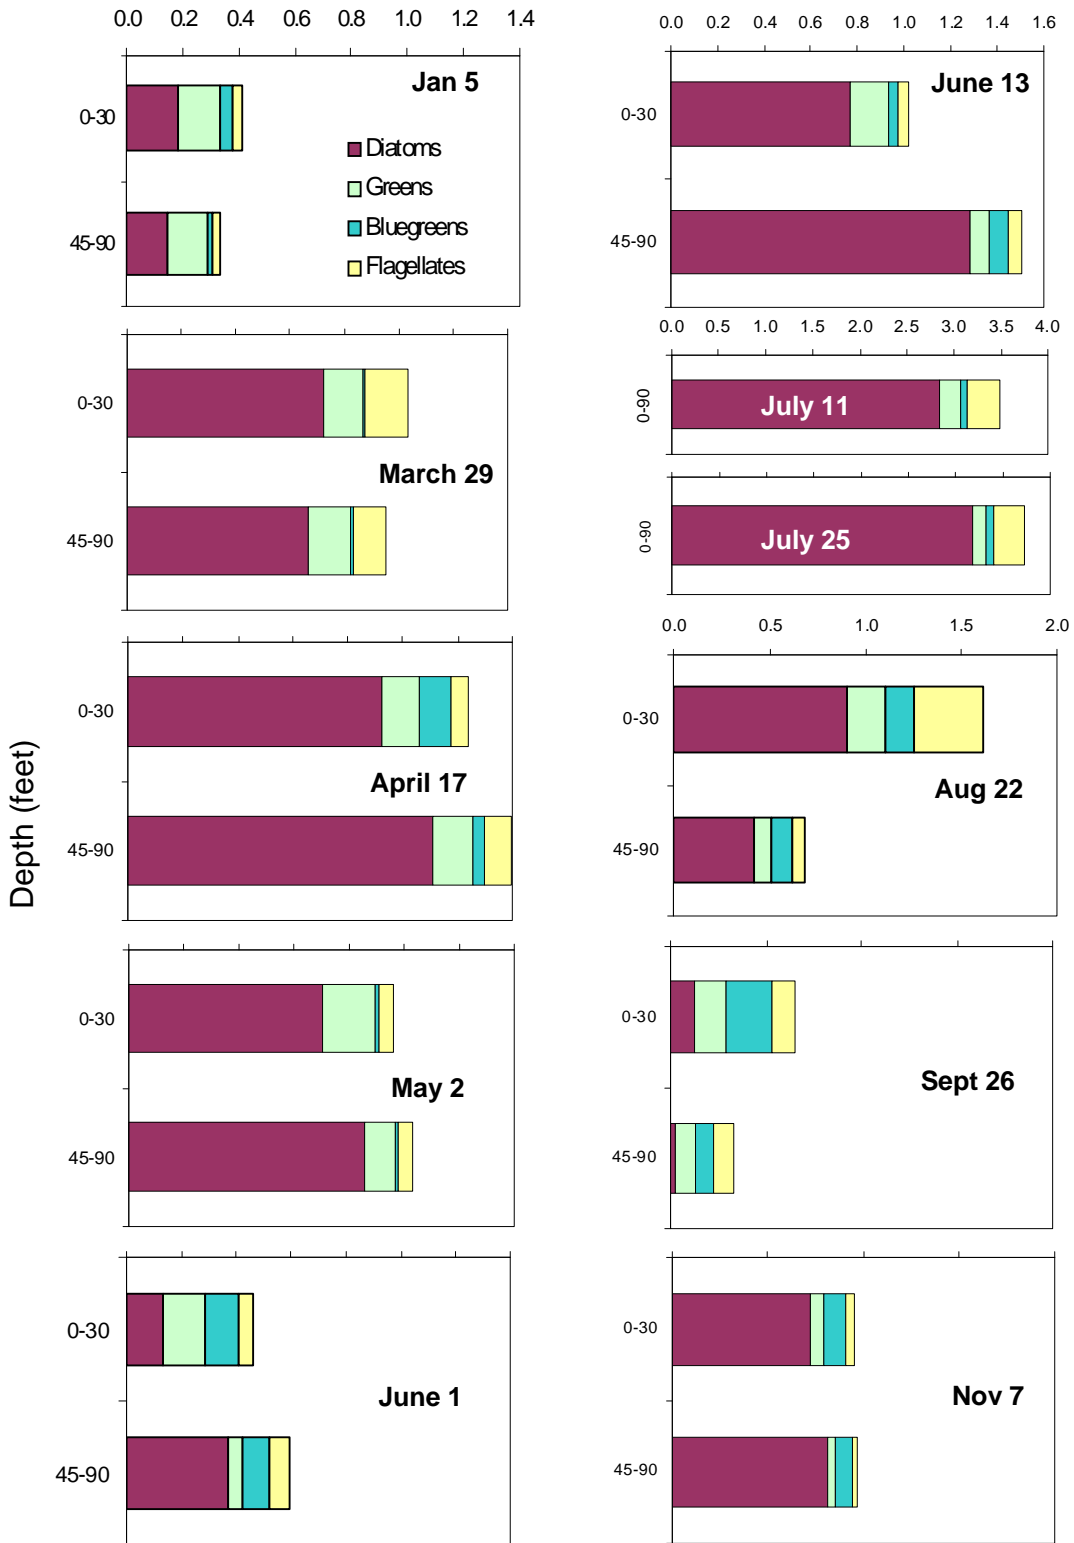 0.0 0.2 0.4 0.6 0.8 1.0 1.2 1.4
Jan 5
0-30
45-90
Diatoms
Greens
Bluegreens
Flagellates
0-30
March 29
45-90
0-30
April 17
45-90
Depth (feet)
0-30
May 2
45-90
0-30
June 1
45-90
0.0 0.2 0.4 0.6 0.8 1.0 1.2 1.4 1.6
June 13
0-30
45-90
0.0 0.5 1.0 1.5 2.0 2.5 3.0 3.5 4.0
0-90
July 11
0-90
July 25
0.0 0.5 1.0 1.5 2.0
0-30
Aug 22
45-90
0-30
Sept 26
45-90
0-30
Nov 7
45-90